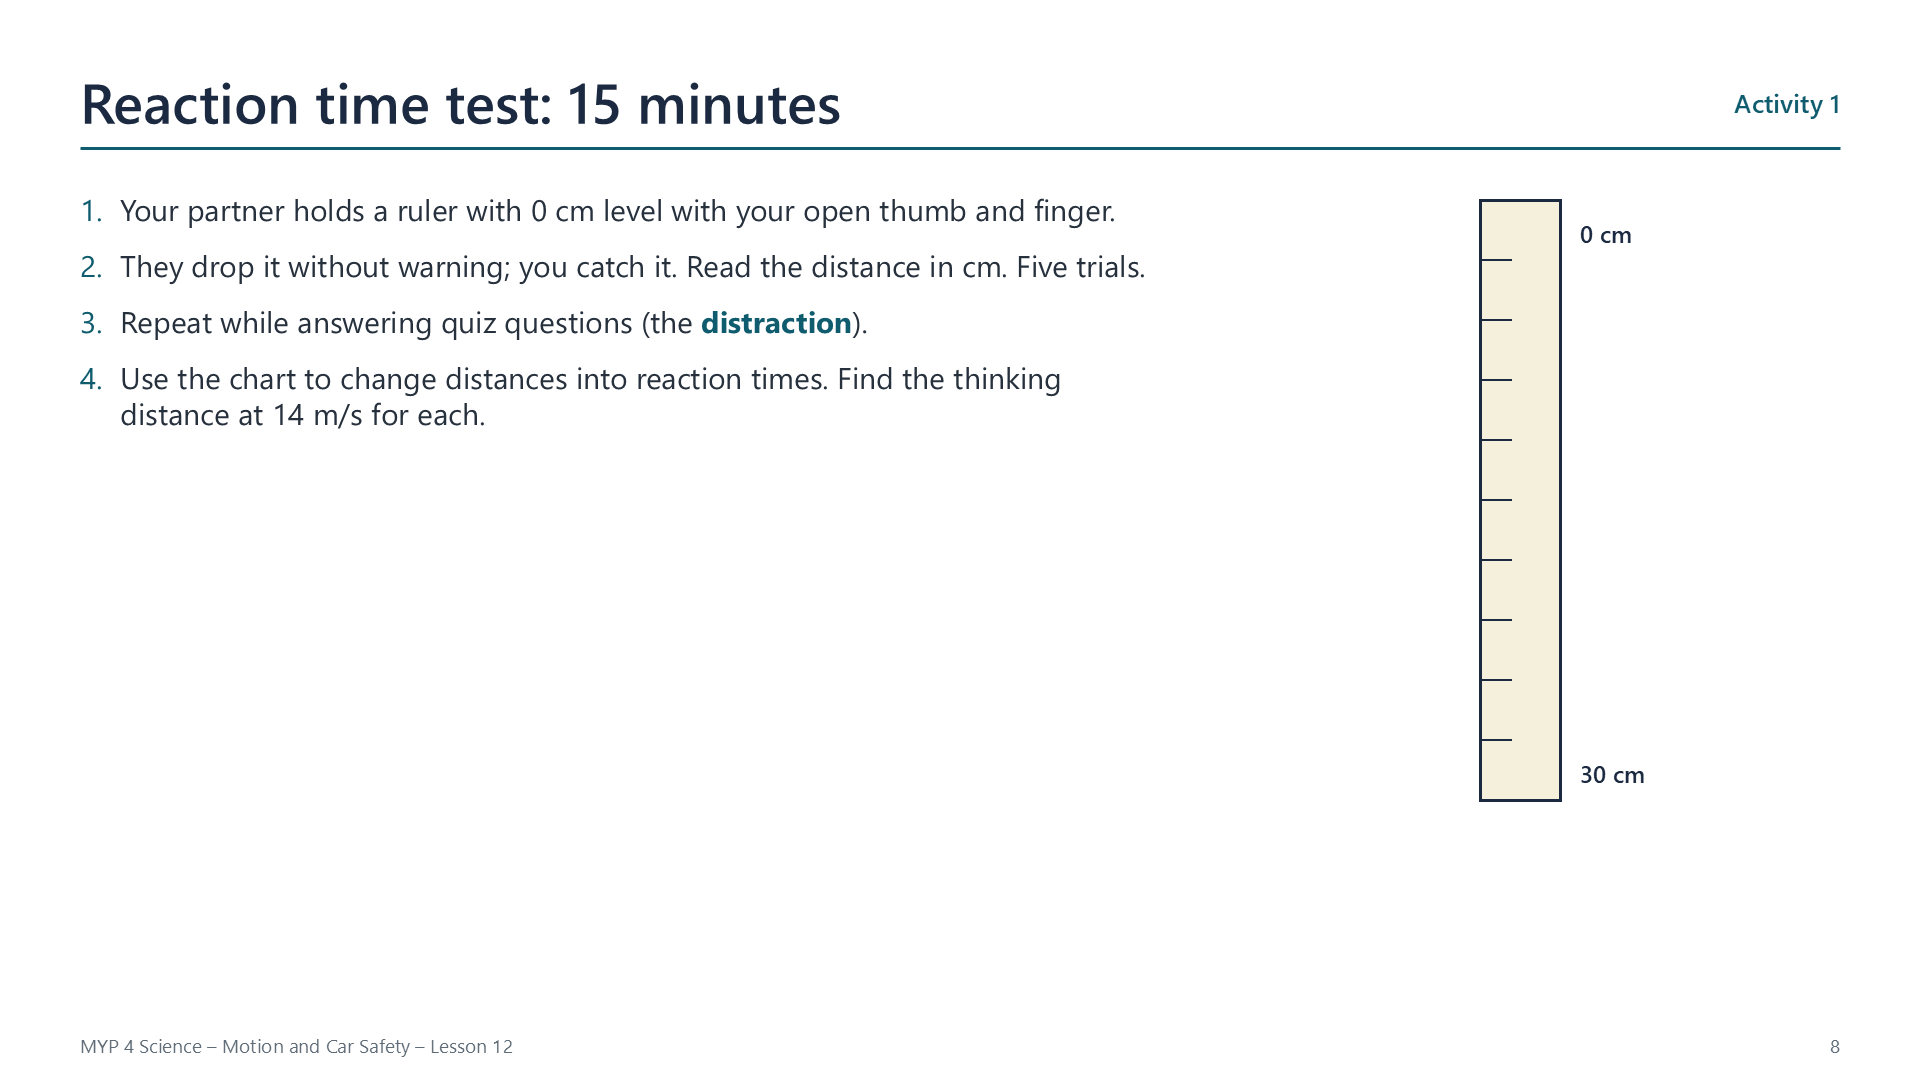 Reaction time test: 15 minutes
Activity 1
1. Your partner holds a ruler with 0 cm level with your open thumb and finger.
2. They drop it without warning; you catch it. Read the distance in cm. Five trials.
3. Repeat while answering quiz questions (the distraction).
4. Use the chart to change distances into reaction times. Find the thinking
distance at 14 m/s for each.
0 cm
30 cm
MYP 4 Science – Motion and Car Safety – Lesson 12
8